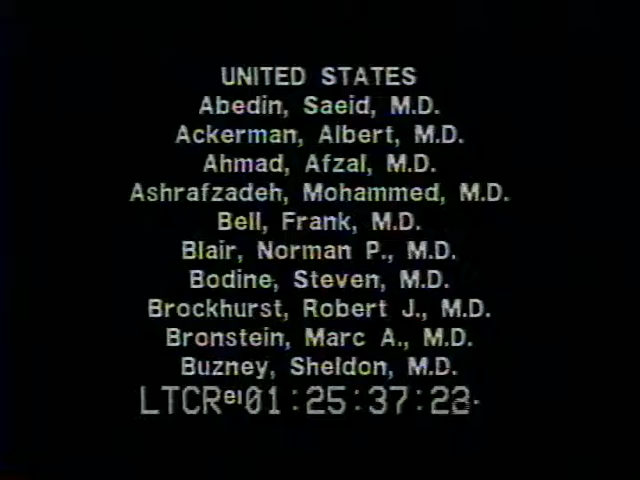 UNITED STATES
Abedin, Saeid, M.D.
Ackerman, Albert, M.D.
Ahmad, Afzal, M.D.
Ashrafzadeh, Mohammed, M.D.
Bell, Frank, M.D.
Blair, Norman P., M.D.
Bodine, Steven, M.D.
Brockhurst, Robert J., M.D.
Bronstein, Marc A., M.D.
Buzney, Sheldon, M.D.
LTCR 01:25:37: